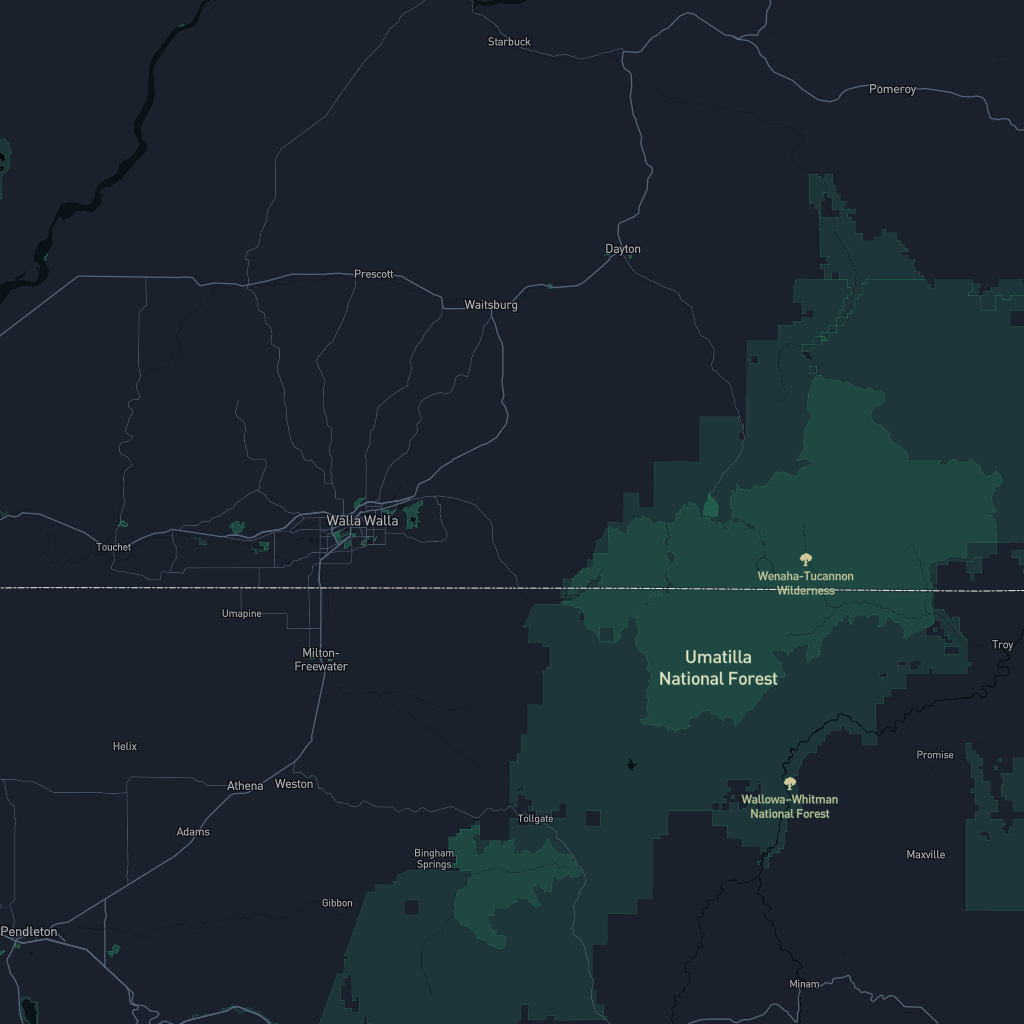 Starbuck
Pomeroy
Dayton
Prescott
Waitsburg
Walla Walla
Touchet
Wenaha-Tucannon
Wilderness
Umapine
Milton-
Freewater
Troy
Umatilla
National Forest
Helix
Promise
Athena
Weston
Wallowa-Whitman
National Forest
Tollgate
Adams
Bingham
Springs
Maxville
Gibbon
Pendleton
Minam